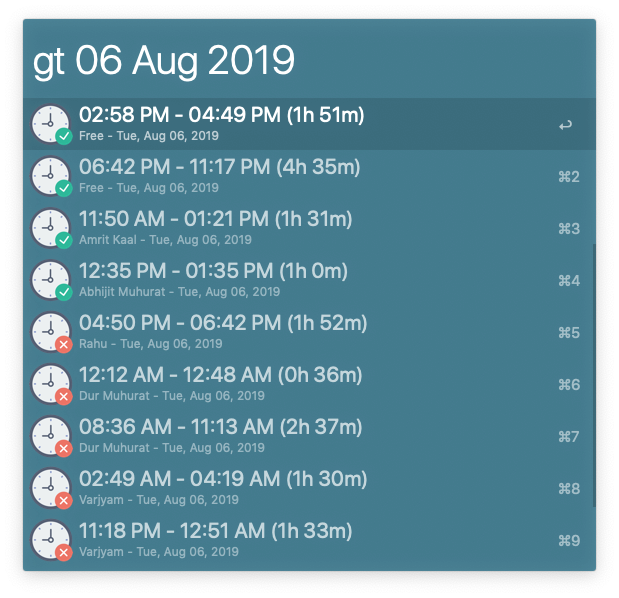 gt 06 Aug 2019
02:58 PM - 04:49 PM (1h 51m)
Free - Tue, Aug 06, 2019
↩
06:42 PM - 11:17 PM (4h 35m)
Free - Tue, Aug 06, 2019
⌘2
11:50 AM - 01:21 PM (1h 31m)
Amrit Kaal - Tue, Aug 06, 2019
⌘3
12:35 PM - 01:35 PM (1h 0m)
Abhijit Muhurat - Tue, Aug 06, 2019
⌘4
04:50 PM - 06:42 PM (1h 52m)
Rahu - Tue, Aug 06, 2019
⌘5
12:12 AM - 12:48 AM (0h 36m)
Dur Muhurat - Tue, Aug 06, 2019
⌘6
08:36 AM - 11:13 AM (2h 37m)
Dur Muhurat - Tue, Aug 06, 2019
⌘7
02:49 AM - 04:19 AM (1h 30m)
Varjyam - Tue, Aug 06, 2019
⌘8
11:18 PM - 12:51 AM (1h 33m)
Varjyam - Tue, Aug 06, 2019
⌘9